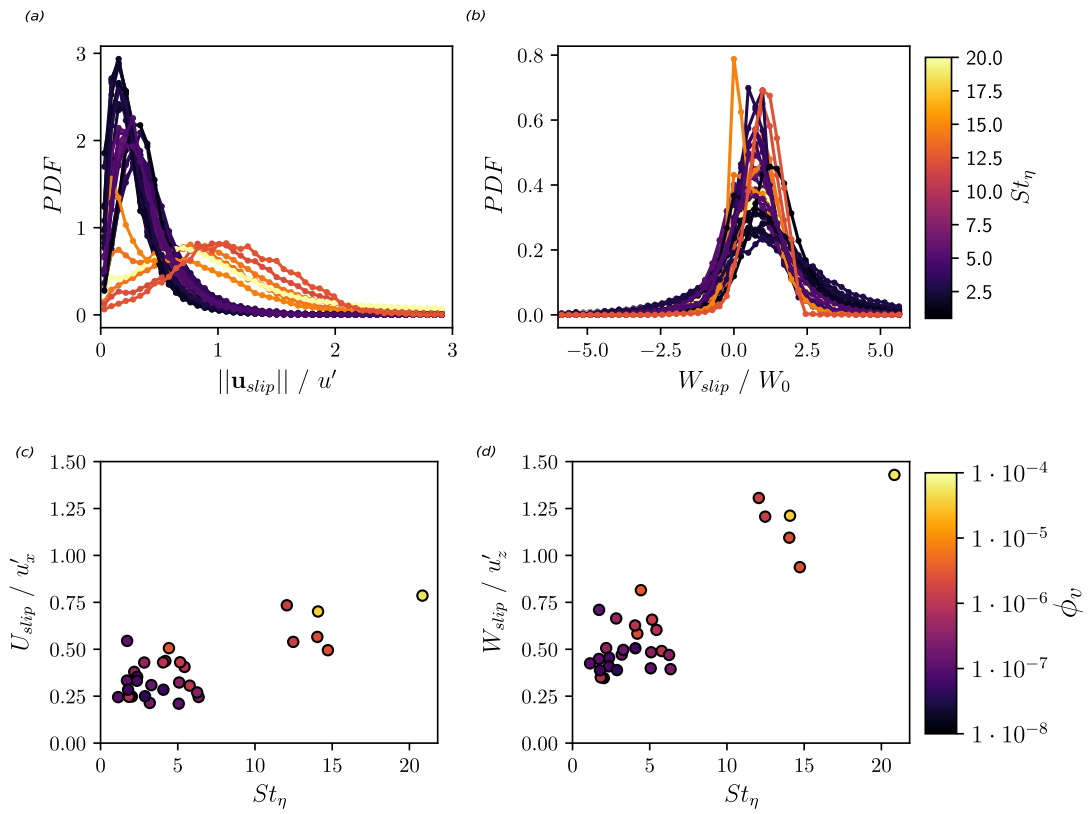 (a)
3
2
1
0
PDF
0 1 2 3
||u_slip|| / u′
(b)
0.8
0.6
0.4
0.2
0.0
PDF
−5.0 −2.5 0.0 2.5 5.0
W_slip / W_0
20.0
17.5
15.0
12.5
10.0
7.5
5.0
2.5
St_η
(c)
1.50
1.25
1.00
0.75
0.50
0.25
0.00
U_slip / u′_x
0 5 10 15 20
St_η
(d)
1.50
1.25
1.00
0.75
0.50
0.25
0.00
W_slip / u′_z
0 5 10 15 20
St_η
1 · 10⁻⁴
1 · 10⁻⁵
1 · 10⁻⁶
1 · 10⁻⁷
1 · 10⁻⁸
ϕ_v